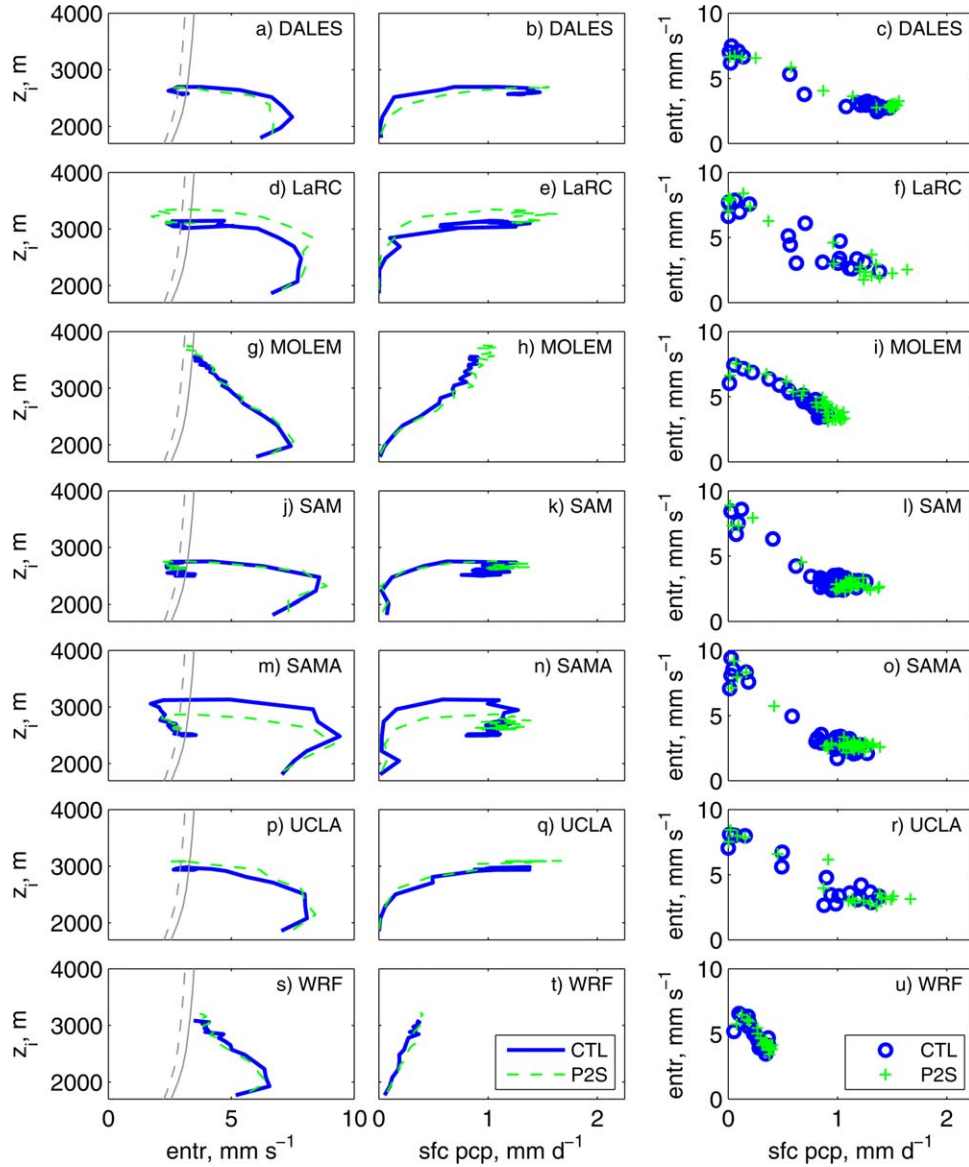 4000
3000
2000
z_i, m
a) DALES
b) DALES
10
5
0
entr, mm s⁻¹
c) DALES
4000
3000
2000
z_i, m
d) LaRC
e) LaRC
10
5
0
entr, mm s⁻¹
f) LaRC
4000
3000
2000
z_i, m
g) MOLEM
h) MOLEM
10
5
0
entr, mm s⁻¹
i) MOLEM
4000
3000
2000
z_i, m
j) SAM
k) SAM
10
5
0
entr, mm s⁻¹
l) SAM
4000
3000
2000
z_i, m
m) SAMA
n) SAMA
10
5
0
entr, mm s⁻¹
o) SAMA
4000
3000
2000
z_i, m
p) UCLA
q) UCLA
10
5
0
entr, mm s⁻¹
r) UCLA
4000
3000
2000
z_i, m
s) WRF
t) WRF
CTL
P2S
10
5
0
entr, mm s⁻¹
u) WRF
CTL
P2S
0 5 10
entr, mm s⁻¹
0 1 2
sfc pcp, mm d⁻¹
0 1 2
sfc pcp, mm d⁻¹